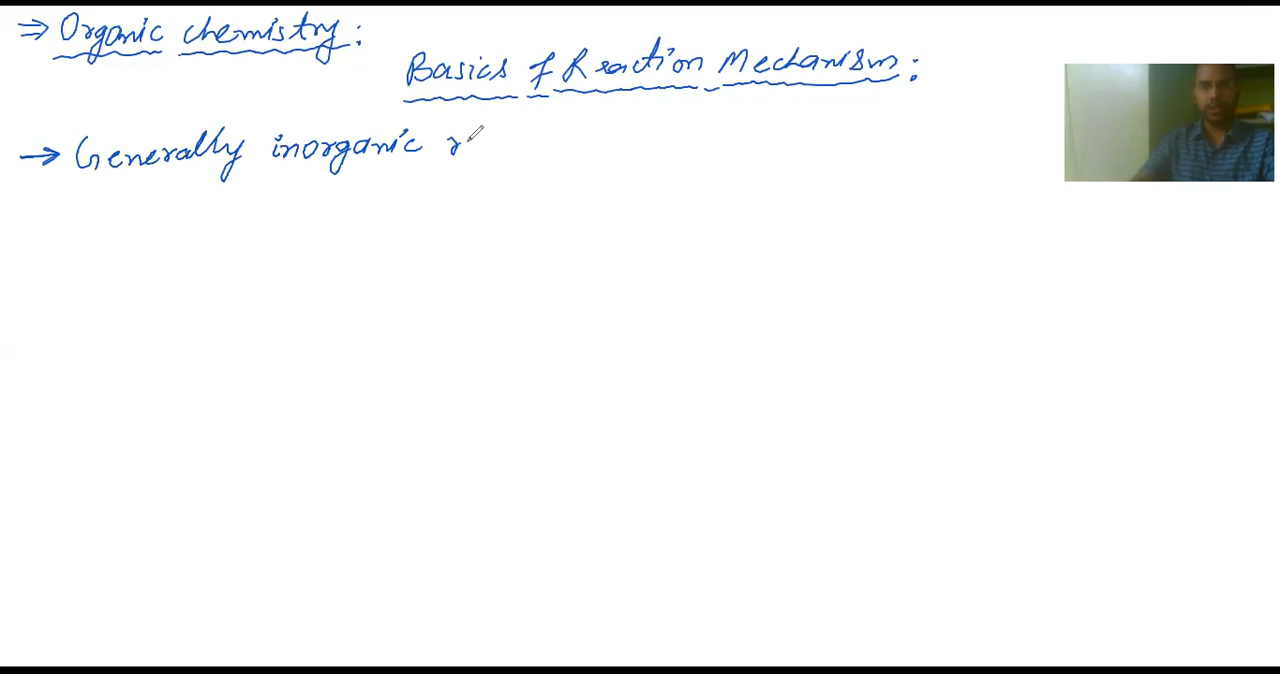 ⇒ Organic chemistry:
Basics of Reaction Mechanism:
→ Generally inorganic r